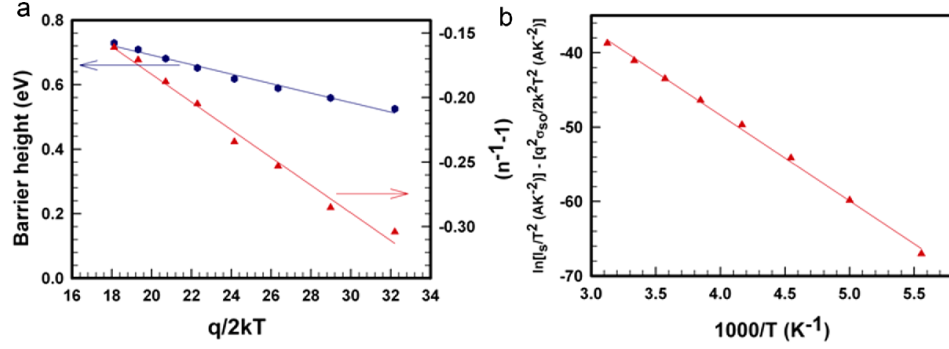 a
Barrier height (eV)
0.8
0.6
0.4
0.2
0.0
16 18 20 22 24 26 28 30 32 34
q/2kT
-0.15
-0.20
-0.25
-0.30
(n⁻¹-1)
b
ln[I_S/T² (AK⁻²)] - [q²σ_so/2k²T² (AK⁻²)]
-40
-50
-60
-70
3.0 3.5 4.0 4.5 5.0 5.5
1000/T (K⁻¹)